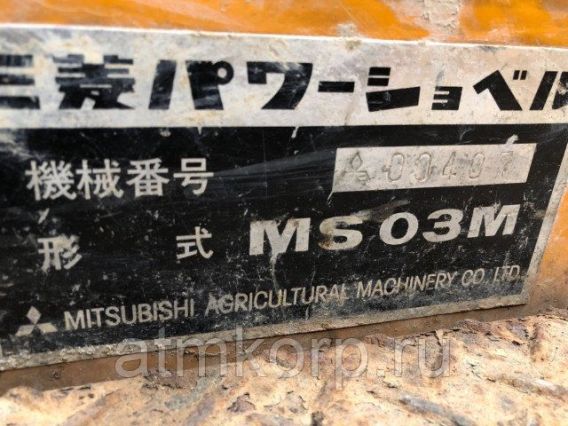 三菱パワーショベル
機械番号 00407
形式 MS03M
MITSUBISHI AGRICULTURAL MACHINERY CO., LTD.
atmkorp.ru